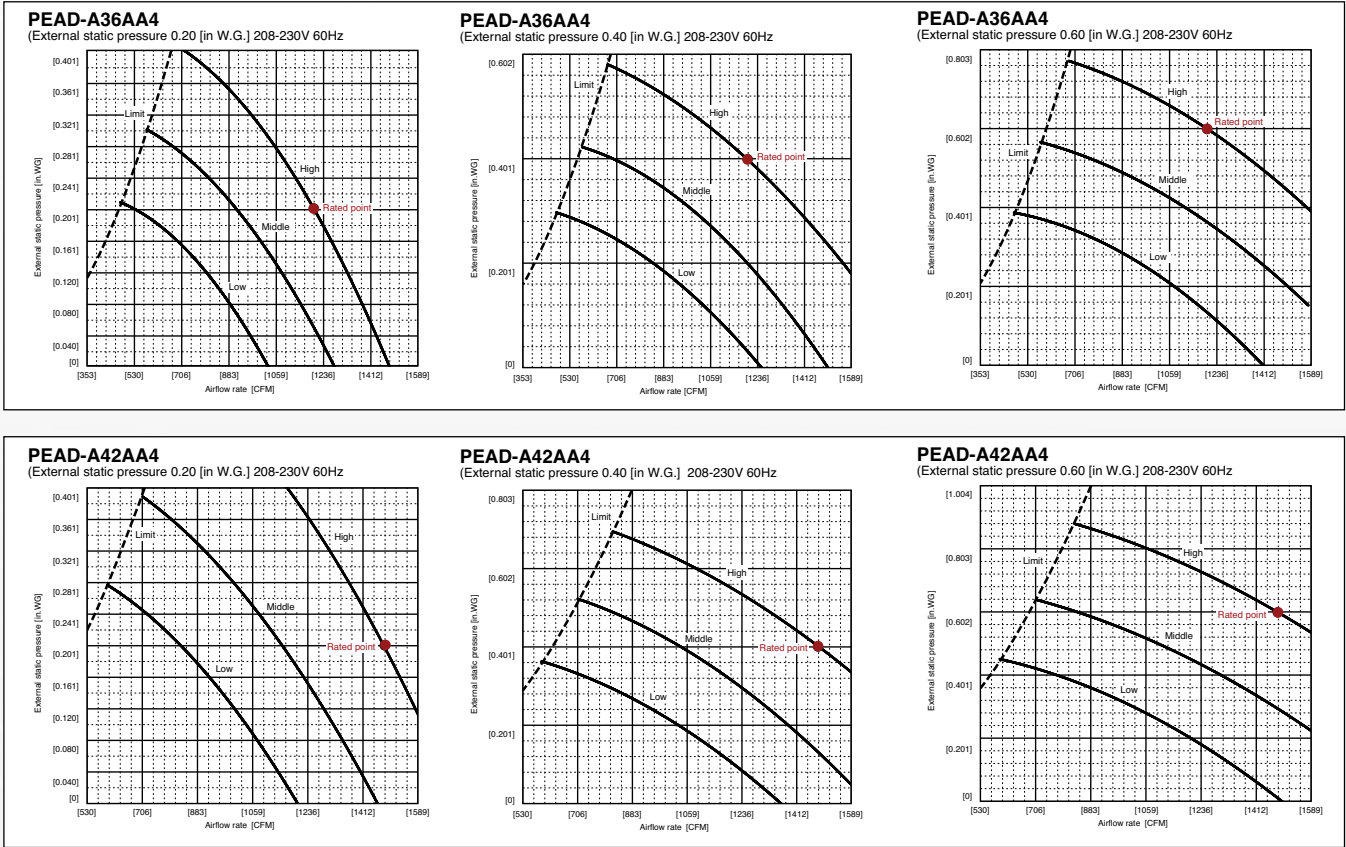 PEAD-A36AA4
(External static pressure 0.20 [in W.G.] 208-230V 60Hz
[0.401]
[0.361]
[0.321]
[0.281]
[0.241]
[0.201]
[0.161]
[0.120]
[0.080]
[0.040]
[0]
External static pressure [in.WG]
Limit
High
Rated point
Middle
Low
[353]
[530]
[706]
[883]
[1059]
[1236]
[1412]
[1589]
Airflow rate [CFM]
PEAD-A36AA4
(External static pressure 0.40 [in W.G.] 208-230V 60Hz
[0.602]
[0.401]
[0.201]
[0]
External static pressure [in.WG]
Limit
High
Rated point
Middle
Low
[353]
[530]
[706]
[883]
[1059]
[1236]
[1412]
[1589]
Airflow rate [CFM]
PEAD-A36AA4
(External static pressure 0.60 [in W.G.] 208-230V 60Hz
[0.803]
[0.602]
[0.401]
[0.201]
[0]
External static pressure [in.WG]
High
Rated point
Limit
Middle
Low
[353]
[530]
[706]
[883]
[1059]
[1236]
[1412]
[1589]
Airflow rate [CFM]
PEAD-A42AA4
(External static pressure 0.20 [in W.G.] 208-230V 60Hz
[0.401]
[0.361]
[0.321]
[0.281]
[0.241]
[0.201]
[0.161]
[0.120]
[0.080]
[0.040]
[0]
External static pressure [in.WG]
Limit
High
Middle
Rated point
Low
[530]
[706]
[883]
[1059]
[1236]
[1412]
[1589]
Airflow rate [CFM]
PEAD-A42AA4
(External static pressure 0.40 [in W.G.] 208-230V 60Hz
[0.803]
[0.602]
[0.401]
[0.201]
[0]
External static pressure [in.WG]
Limit
High
Middle
Rated point
Low
[530]
[706]
[883]
[1059]
[1236]
[1412]
[1589]
Airflow rate [CFM]
PEAD-A42AA4
(External static pressure 0.60 [in W.G.] 208-230V 60Hz
[1.004]
[0.803]
[0.602]
[0.401]
[0.201]
[0]
External static pressure [in.WG]
High
Limit
Rated point
Middle
Low
[530]
[706]
[883]
[1059]
[1236]
[1412]
[1589]
Airflow rate [CFM]